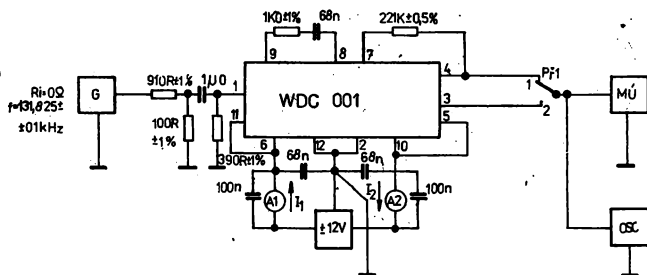 1K0±1%
68n
221K±0,5%
9
8
7
4
Př1
910R±1%
1µ0
1
1
Ri=0Ω
G
WDC 001
3
MÚ
f=131,825±
±01kHz
11
2
5
100R
±1%
6
12
2
10
390R±1%
68n
68n
100n
I1
I2
100n
A1
A2
±12V
OSC